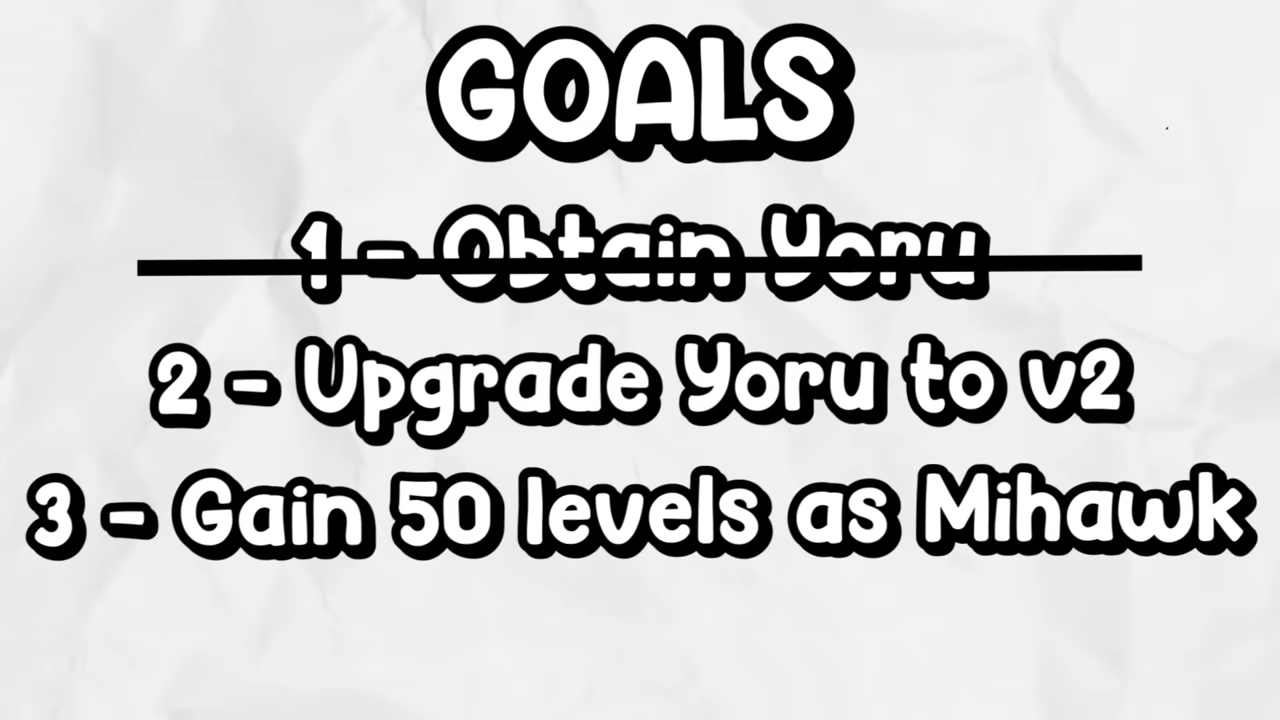 GOALS
1 - Obtain Yoru
2 - Upgrade Yoru to v2
3 - Gain 50 levels as Mihawk